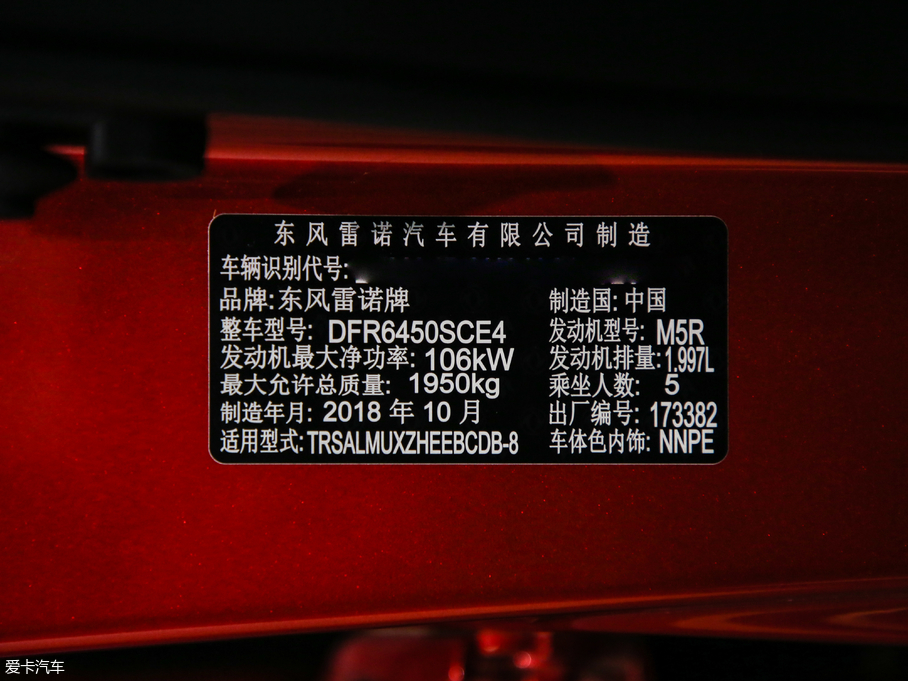 东风雷诺汽车有限公司制造
车辆识别代号:
品牌:东风雷诺牌 制造国:中国
整车型号: DFR6450SCE4 发动机型号: M5R
发动机最大净功率: 106kW 发动机排量:1.997L
最大允许总质量: 1950kg 乘坐人数: 5
制造年月: 2018 年 10 月 出厂编号: 173382
适用型式:TRSALMUXZHEEBCDB-8 车体色内饰: NNPE
爱卡汽车